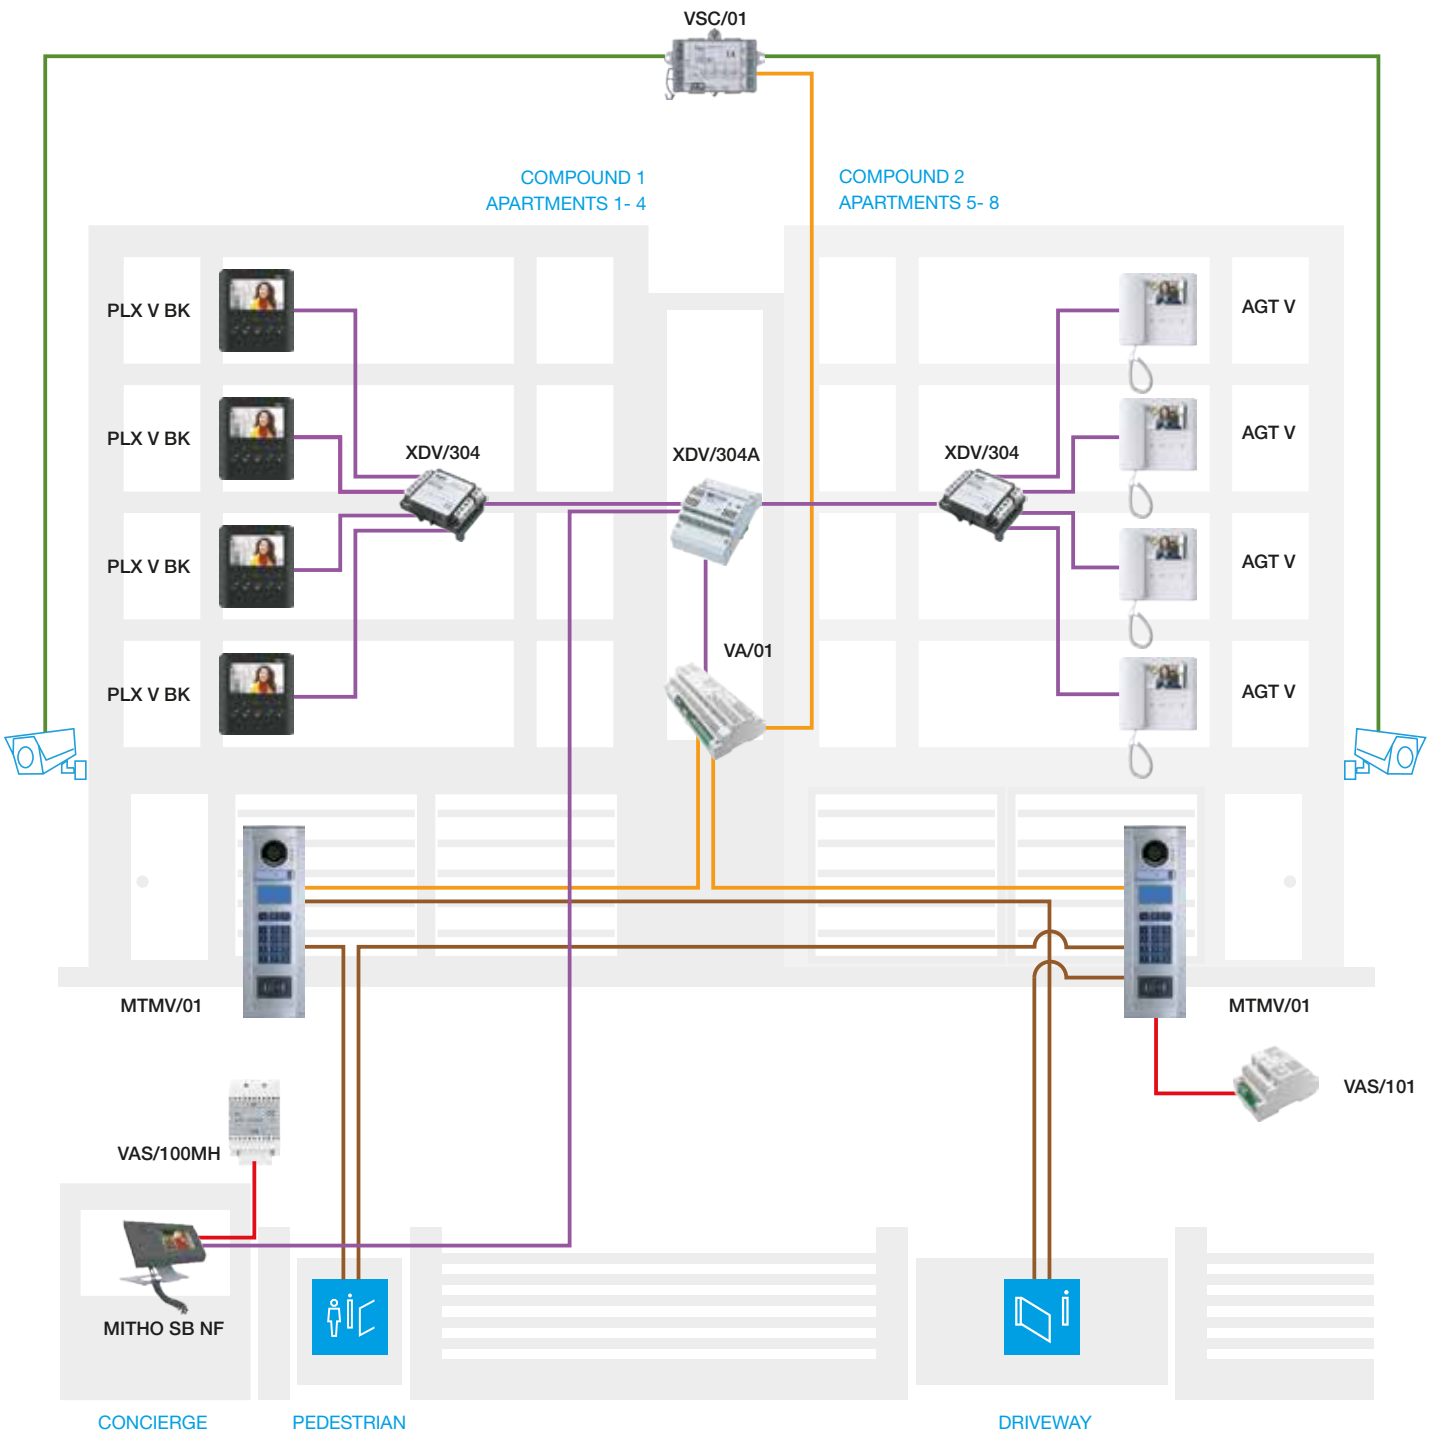 VSC/01
COMPOUND 1
APARTMENTS 1- 4
COMPOUND 2
APARTMENTS 5- 8
PLX V BK
AGT V
PLX V BK
XDV/304
XDV/304A
XDV/304
AGT V
PLX V BK
AGT V
VA/01
PLX V BK
AGT V
MTMV/01
MTMV/01
VAS/101
VAS/100MH
MITHO SB NF
CONCIERGE
PEDESTRIAN
DRIVEWAY